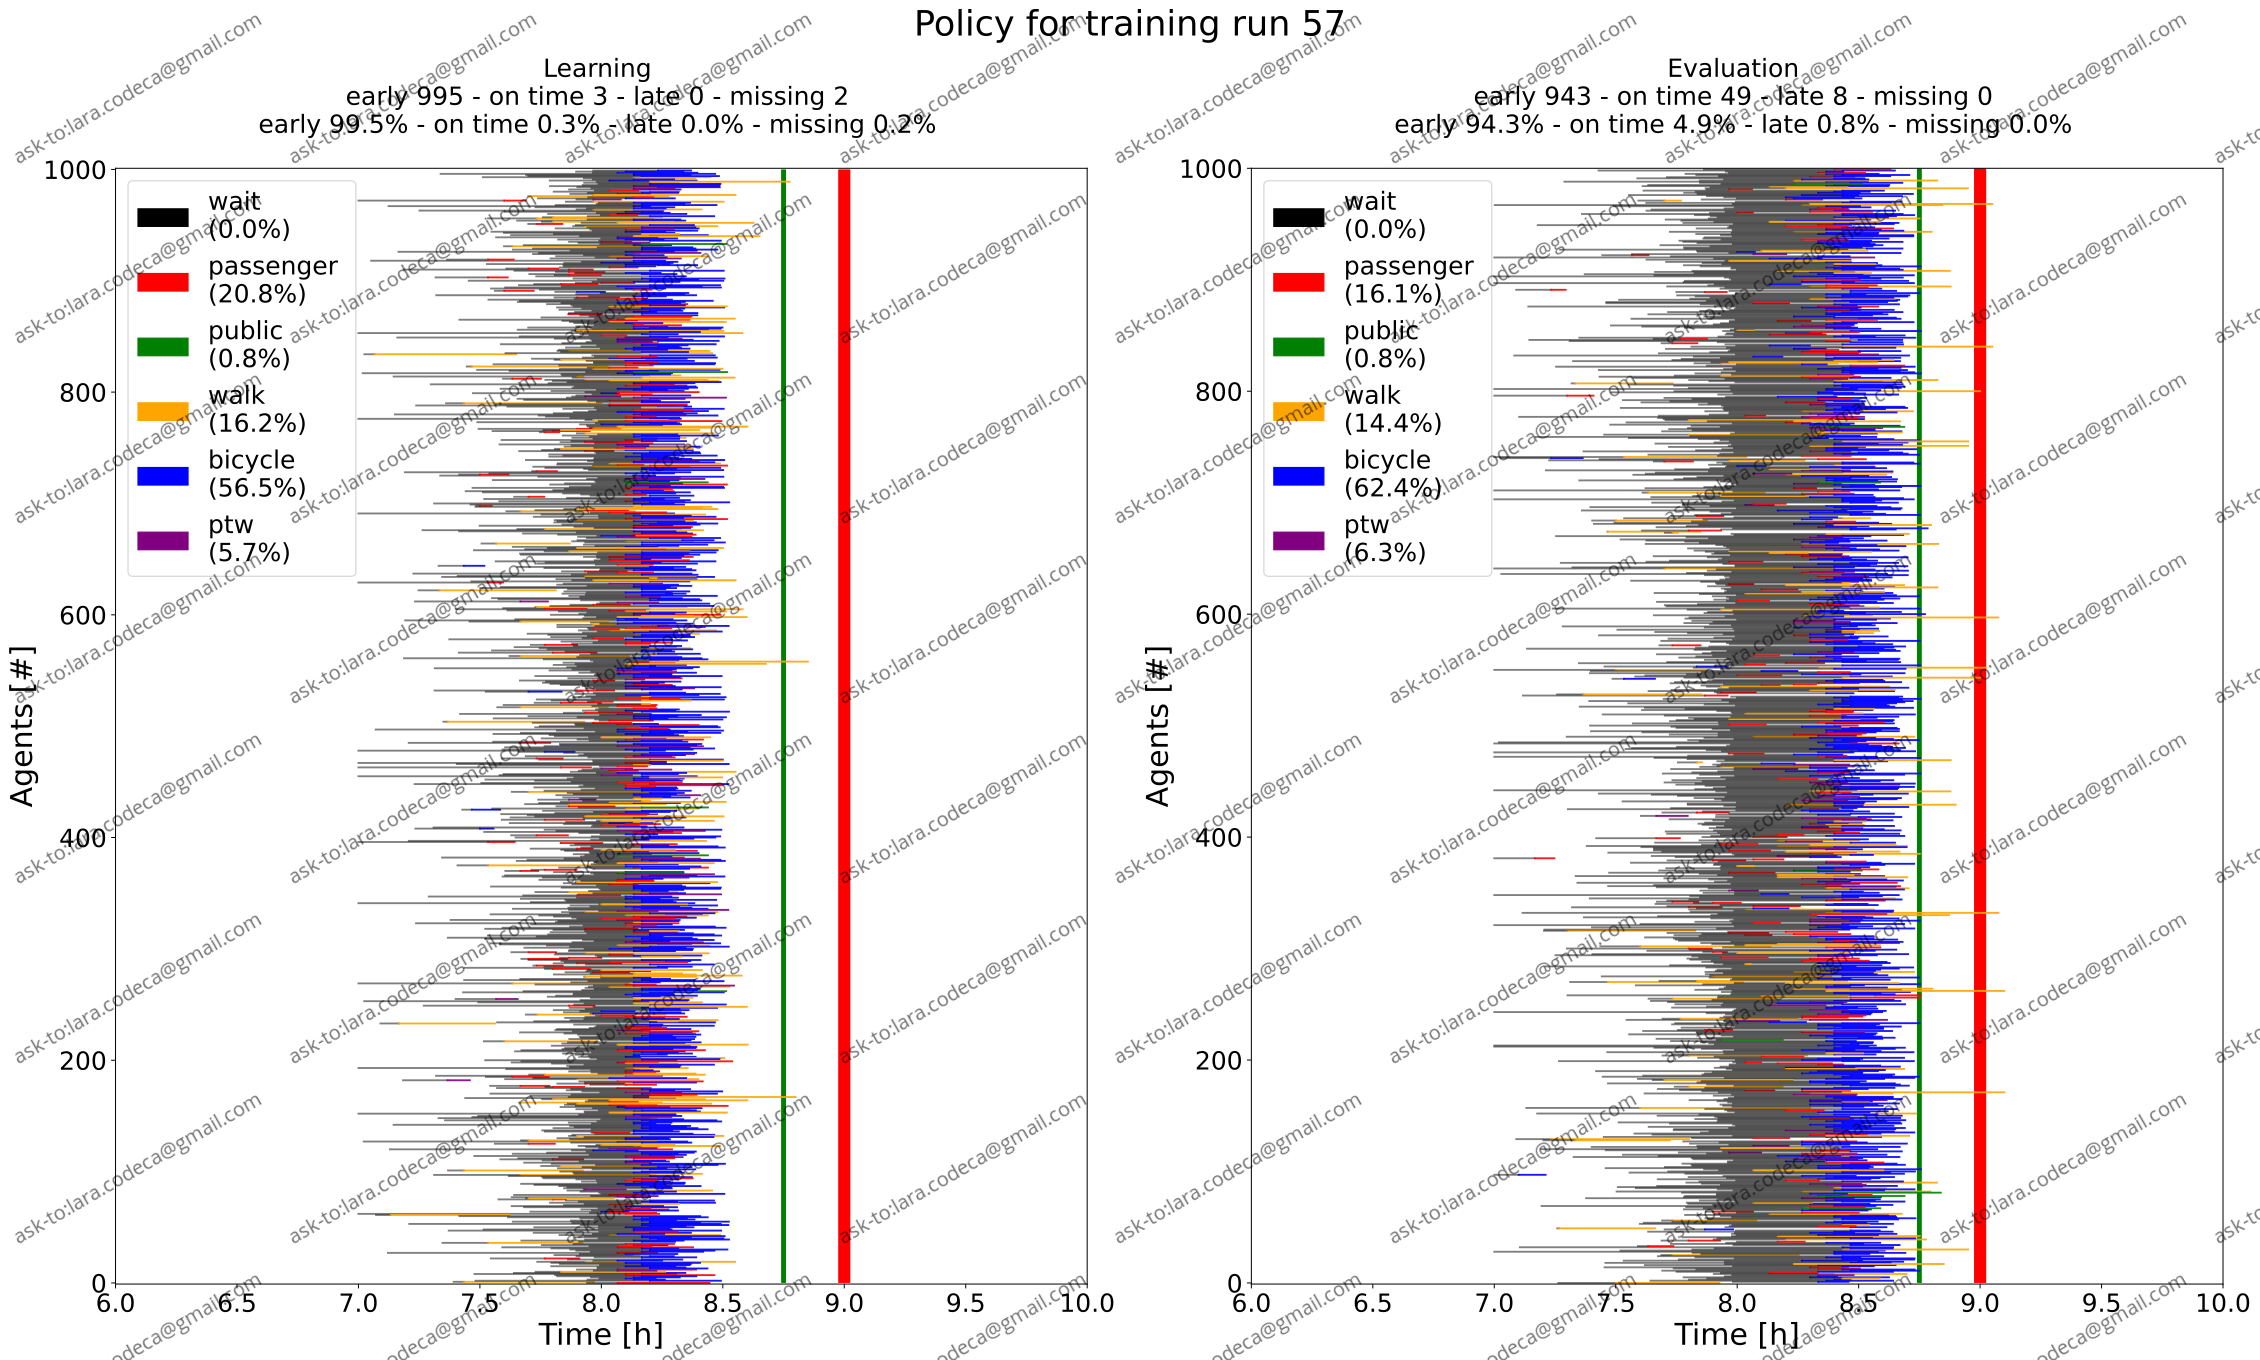 Policy for training run 57
Learning
early 995 - on time 3 - late 0 - missing 2
early 99.5% - on time 0.3% - late 0.0% - missing 0.2%
wait
(0.0%)
passenger
(20.8%)
public
(0.8%)
walk
(16.2%)
bicycle
(56.5%)
ptw
(5.7%)
Agents [#]
1000
800
600
400
200
0
6.0 6.5 7.0 7.5 8.0 8.5 9.0 9.5 10.0
Time [h]
Evaluation
early 943 - on time 49 - late 8 - missing 0
early 94.3% - on time 4.9% - late 0.8% - missing 0.0%
wait
(0.0%)
passenger
(16.1%)
public
(0.8%)
walk
(14.4%)
bicycle
(62.4%)
ptw
(6.3%)
Agents [#]
1000
800
600
400
200
0
6.0 6.5 7.0 7.5 8.0 8.5 9.0 9.5 10.0
Time [h]
ask-to:lara.codeca@gmail.com